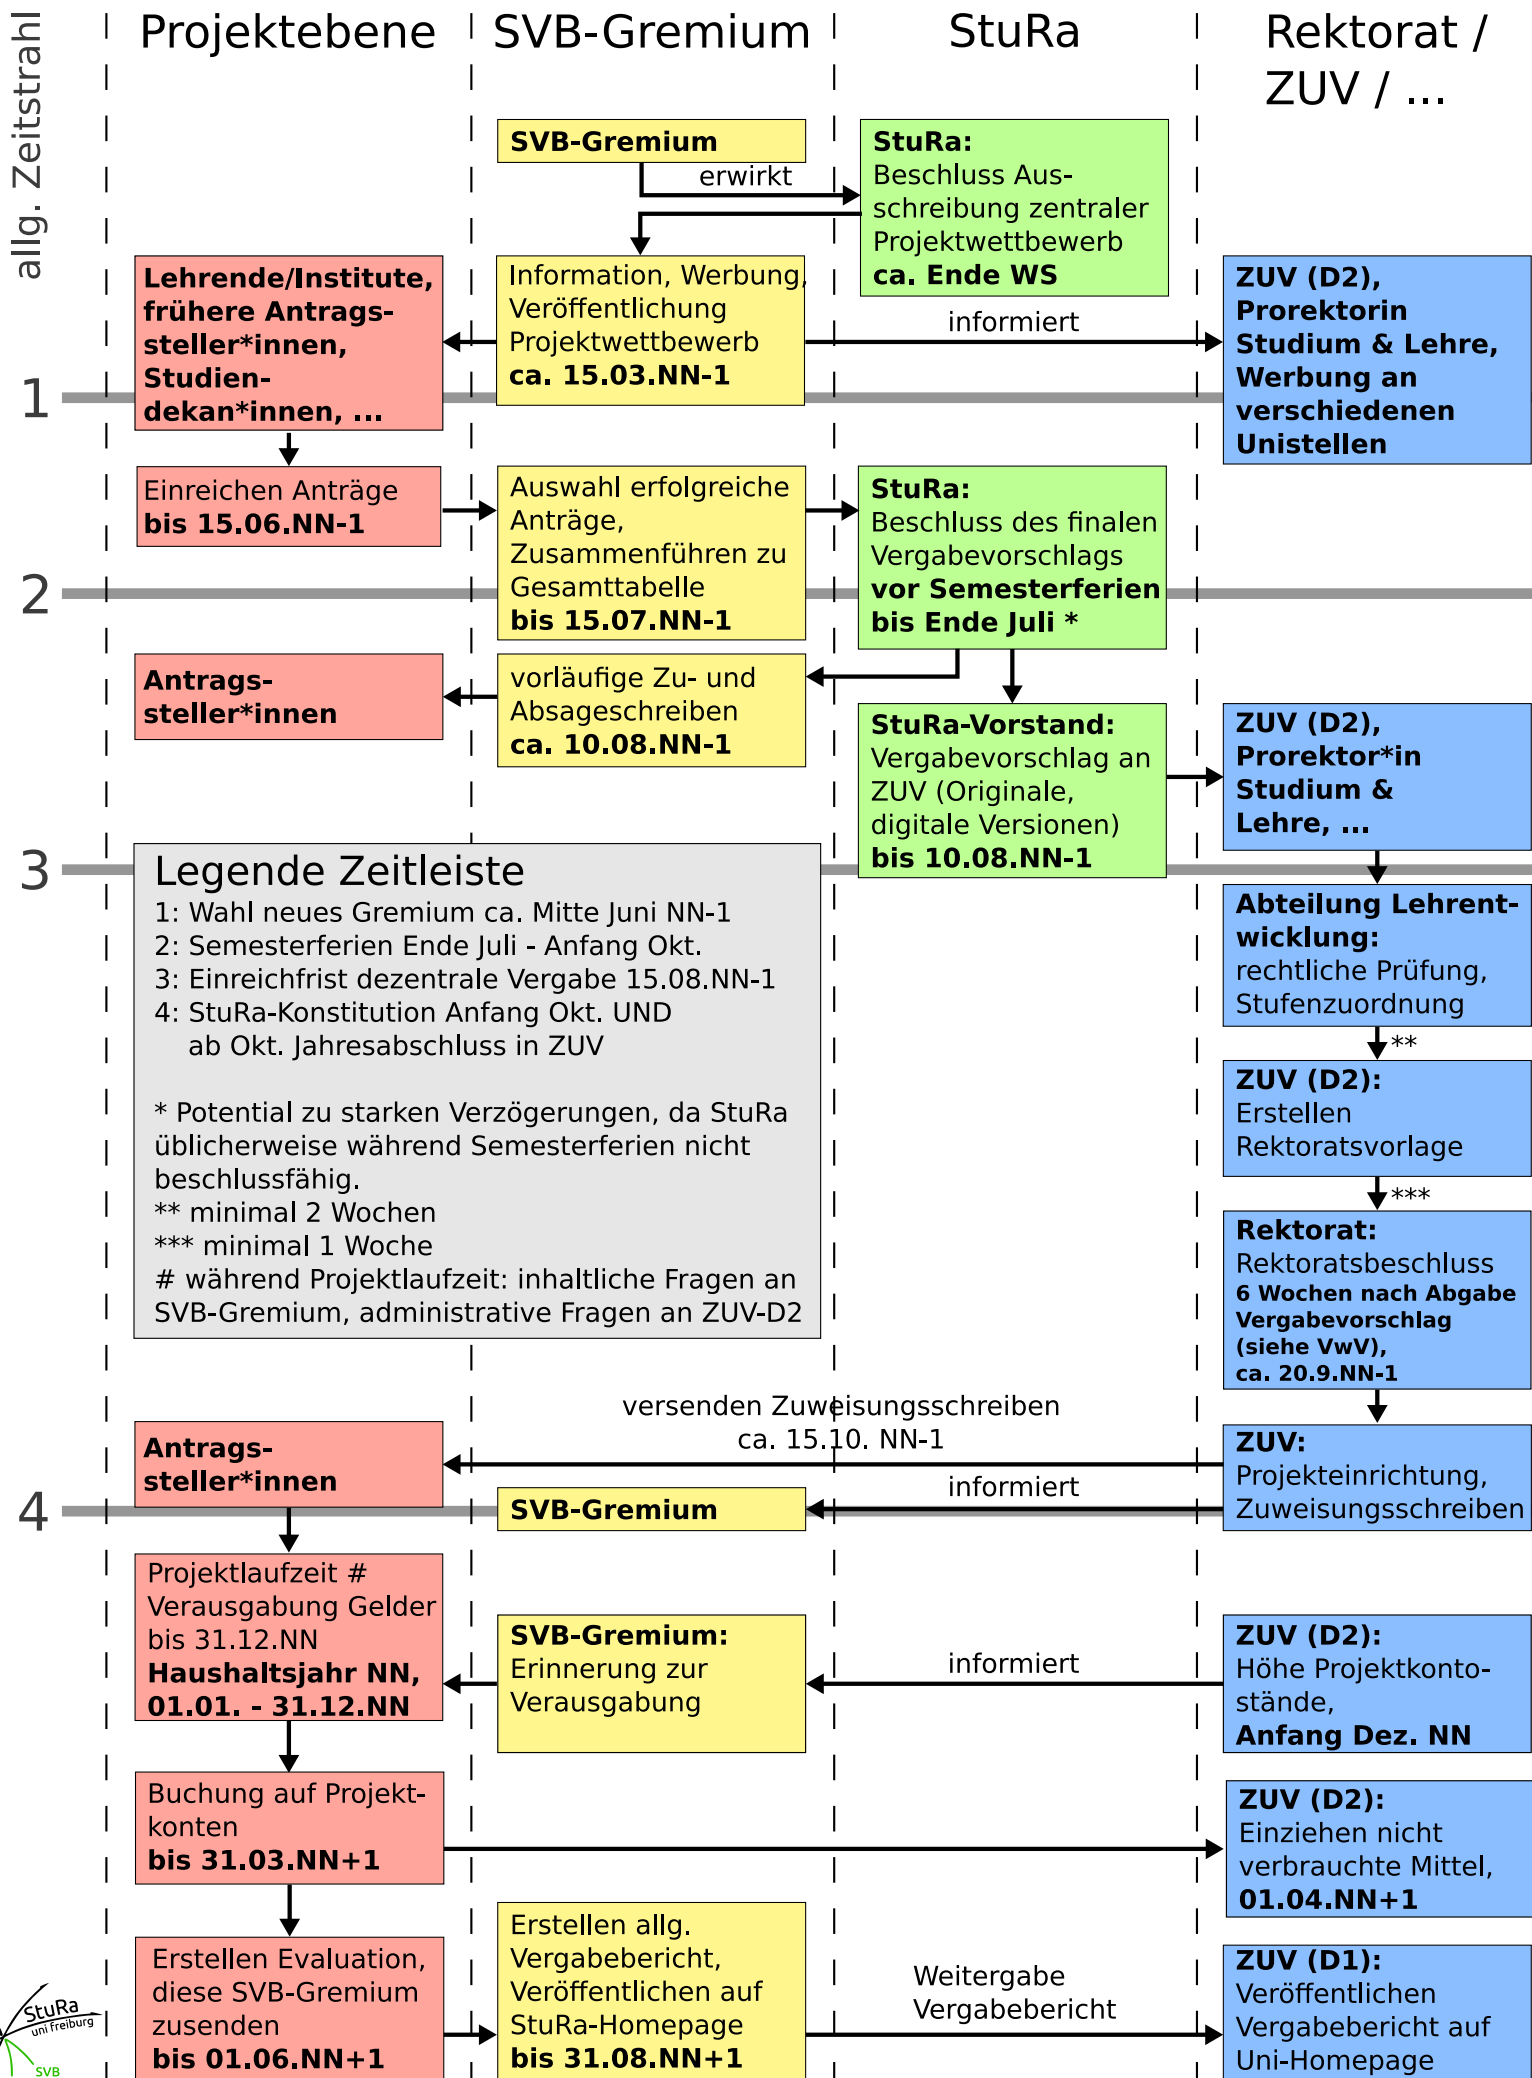 allg. Zeitstrahl
Projektebene
SVB-Gremium
StuRa
Rektorat /
ZUV / ...
SVB-Gremium
erwirkt
StuRa:
Beschluss Aus-
schreibung zentraler
Projektwettbewerb
ca. Ende WS
Lehrende/Institute,
frühere Antrags-
steller*innen,
Studien-
dekan*innen, ...
Information, Werbung,
Veröffentlichung
Projektwettbewerb
ca. 15.03.NN-1
informiert
ZUV (D2),
Prorektorin
Studium & Lehre,
Werbung an
verschiedenen
Unistellen
1
Einreichen Anträge
bis 15.06.NN-1
Auswahl erfolgreiche
Anträge,
Zusammenführen zu
Gesamttabelle
bis 15.07.NN-1
StuRa:
Beschluss des finalen
Vergabevorschlags
vor Semesterferien
bis Ende Juli *
2
Antrags-
steller*innen
vorläufige Zu- und
Absageschreiben
ca. 10.08.NN-1
StuRa-Vorstand:
Vergabevorschlag an
ZUV (Originale,
digitale Versionen)
bis 10.08.NN-1
ZUV (D2),
Prorektor*in
Studium &
Lehre, ...
3
Legende Zeitleiste
1: Wahl neues Gremium ca. Mitte Juni NN-1
2: Semesterferien Ende Juli - Anfang Okt.
3: Einreichfrist dezentrale Vergabe 15.08.NN-1
4: StuRa-Konstitution Anfang Okt. UND
ab Okt. Jahresabschluss in ZUV
* Potential zu starken Verzögerungen, da StuRa
üblicherweise während Semesterferien nicht
beschlussfähig.
** minimal 2 Wochen
*** minimal 1 Woche
# während Projektlaufzeit: inhaltliche Fragen an
SVB-Gremium, administrative Fragen an ZUV-D2
Abteilung Lehrent-
wicklung:
rechtliche Prüfung,
Stufenzuordnung
**
ZUV (D2):
Erstellen
Rektoratsvorlage
***
Rektorat:
Rektoratsbeschluss
6 Wochen nach Abgabe
Vergabevorschlag
(siehe VwV),
ca. 20.9.NN-1
versenden Zuweisungsschreiben
ca. 15.10. NN-1
Antrags-
steller*innen
ZUV:
Projekteinrichtung,
Zuweisungsschreiben
informiert
SVB-Gremium
4
Projektlaufzeit #
Verausgabung Gelder
bis 31.12.NN
Haushaltsjahr NN,
01.01. - 31.12.NN
SVB-Gremium:
Erinnerung zur
Verausgabung
informiert
ZUV (D2):
Höhe Projektkonto-
stände,
Anfang Dez. NN
Buchung auf Projekt-
konten
bis 31.03.NN+1
ZUV (D2):
Einziehen nicht
verbrauchte Mittel,
01.04.NN+1
Erstellen Evaluation,
diese SVB-Gremium
zusenden
bis 01.06.NN+1
Erstellen allg.
Vergabebericht,
Veröffentlichen auf
StuRa-Homepage
bis 31.08.NN+1
Weitergabe
Vergabebericht
ZUV (D1):
Veröffentlichen
Vergabebericht auf
Uni-Homepage
StuRa
uni freiburg
SVB